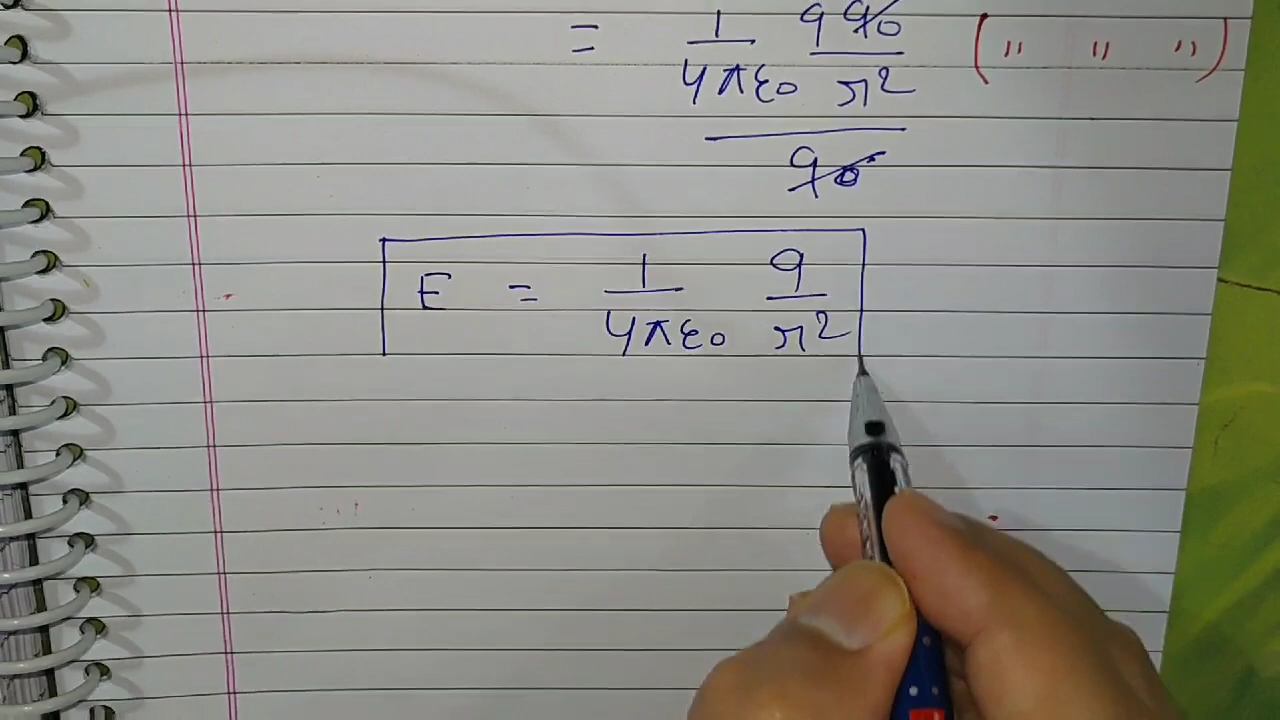 = 1/4πε₀ qq₀/r² ( " " " )
q₀
E = 1/4πε₀ q/r²